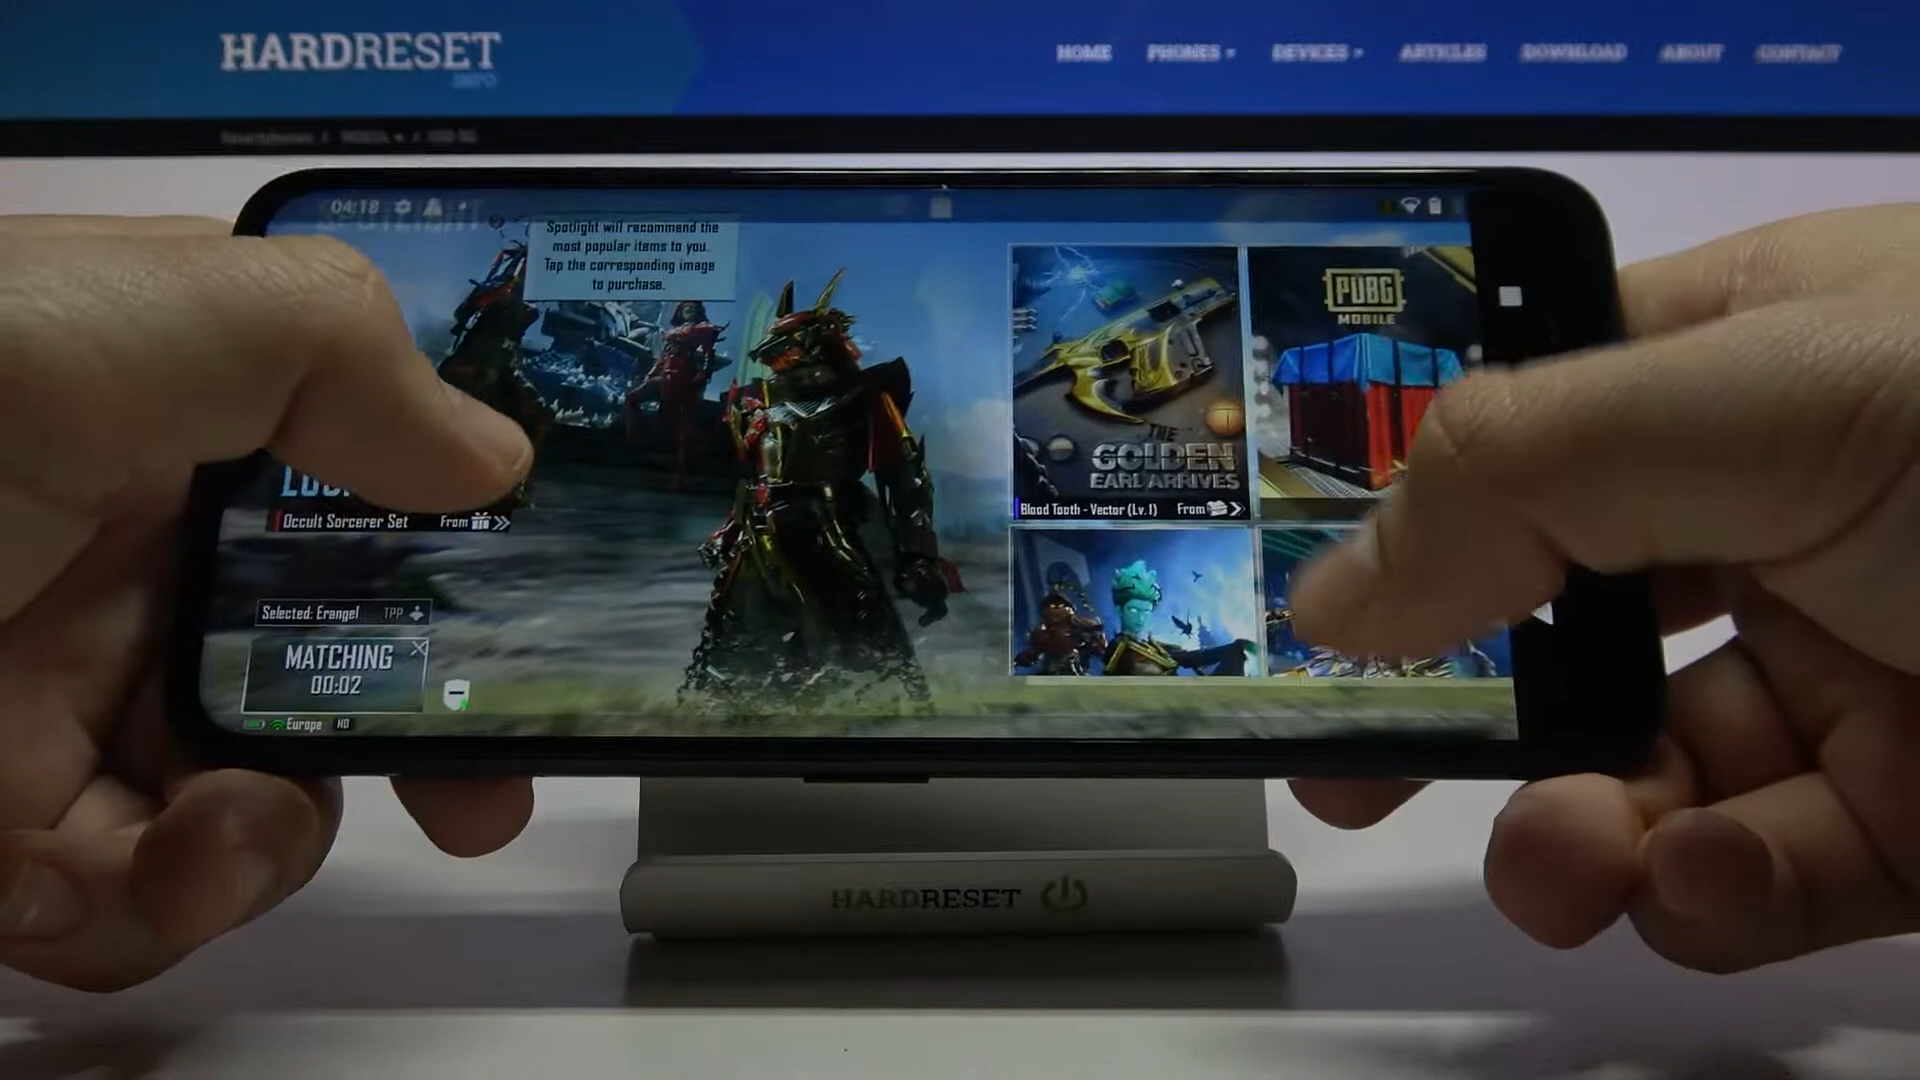 HARDRESET
.INFO
HOME PHONES DEVICES ARTICLES DOWNLOAD ABOUT CONTACT
04:18
SPOTLIGHT
Spotlight will recommend the
most popular items to you.
Tap the corresponding image
to purchase.
PUBG
MOBILE
THE
GOLDEN
EARL ARRIVES
Blood Tooth - Vector (Lv.1) From
Occult Sorcerer Set From
Selected: Erangel TPP
MATCHING
00:02
Europe HD
HARDRESET